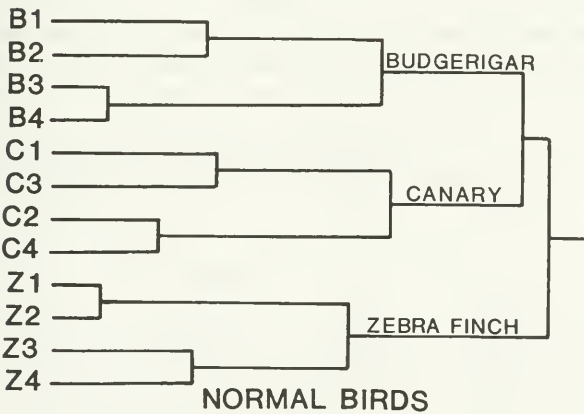 B1
B2
BUDGERIGAR
B3
B4
C1
C3
CANARY
C2
C4
Z1
Z2
ZEBRA FINCH
Z3
Z4
NORMAL BIRDS